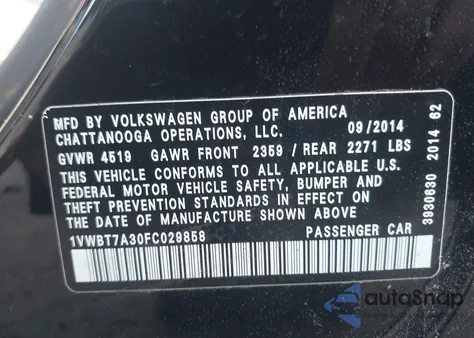 MFD BY VOLKSWAGEN GROUP OF AMERICA
CHATTANOOGA OPERATIONS, LLC. 09/2014
GVWR 4519 GAWR FRONT 2359 / REAR 2271 LBS
THIS VEHICLE CONFORMS TO ALL APPLICABLE U.S.
FEDERAL MOTOR VEHICLE SAFETY, BUMPER AND
THEFT PREVENTION STANDARDS IN EFFECT ON
THE DATE OF MANUFACTURE SHOWN ABOVE.
1VWBT7A30FC029858 PASSENGER CAR
3930630 2014 62
autoSnap